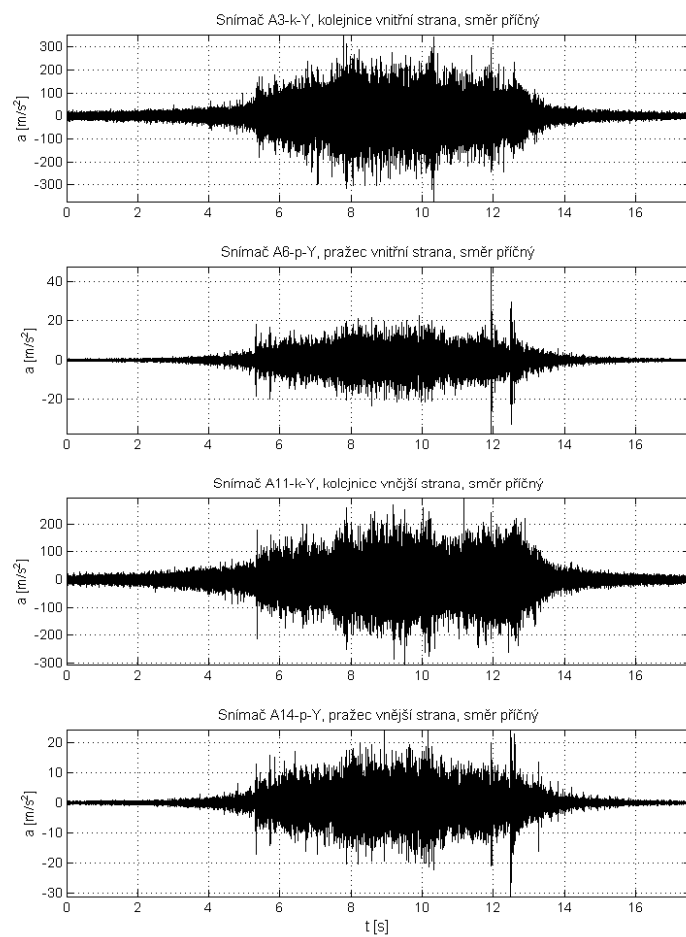 Snímač A3-k-Y, kolejnice vnitřní strana, směr příčný
300
200
100
0
-100
-200
-300
a [m/s²]
0 2 4 6 8 10 12 14 16
Snímač A6-p-Y, pražec vnitřní strana, směr příčný
40
20
0
-20
a [m/s²]
0 2 4 6 8 10 12 14 16
Snímač A11-k-Y, kolejnice vnější strana, směr příčný
200
100
0
-100
-200
-300
a [m/s²]
0 2 4 6 8 10 12 14 16
Snímač A14-p-Y, pražec vnější strana, směr příčný
20
10
0
-10
-20
-30
a [m/s²]
0 2 4 6 8 10 12 14 16
t [s]